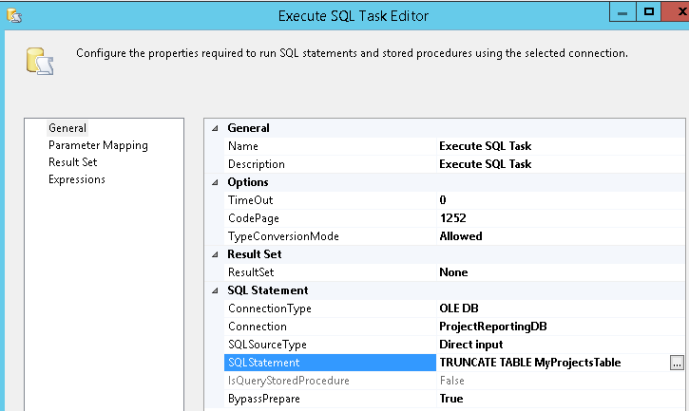 Execute SQL Task Editor
Configure the properties required to run SQL statements and stored procedures using the selected connection.
General
Parameter Mapping
Result Set
Expressions
General
Name Execute SQL Task
Description Execute SQL Task
Options
TimeOut 0
CodePage 1252
TypeConversionMode Allowed
Result Set
ResultSet None
SQL Statement
ConnectionType OLE DB
Connection ProjectReportingDB
SQLSourceType Direct input
SQLStatement TRUNCATE TABLE MyProjectsTable ...
IsQueryStoredProcedure False
BypassPrepare True